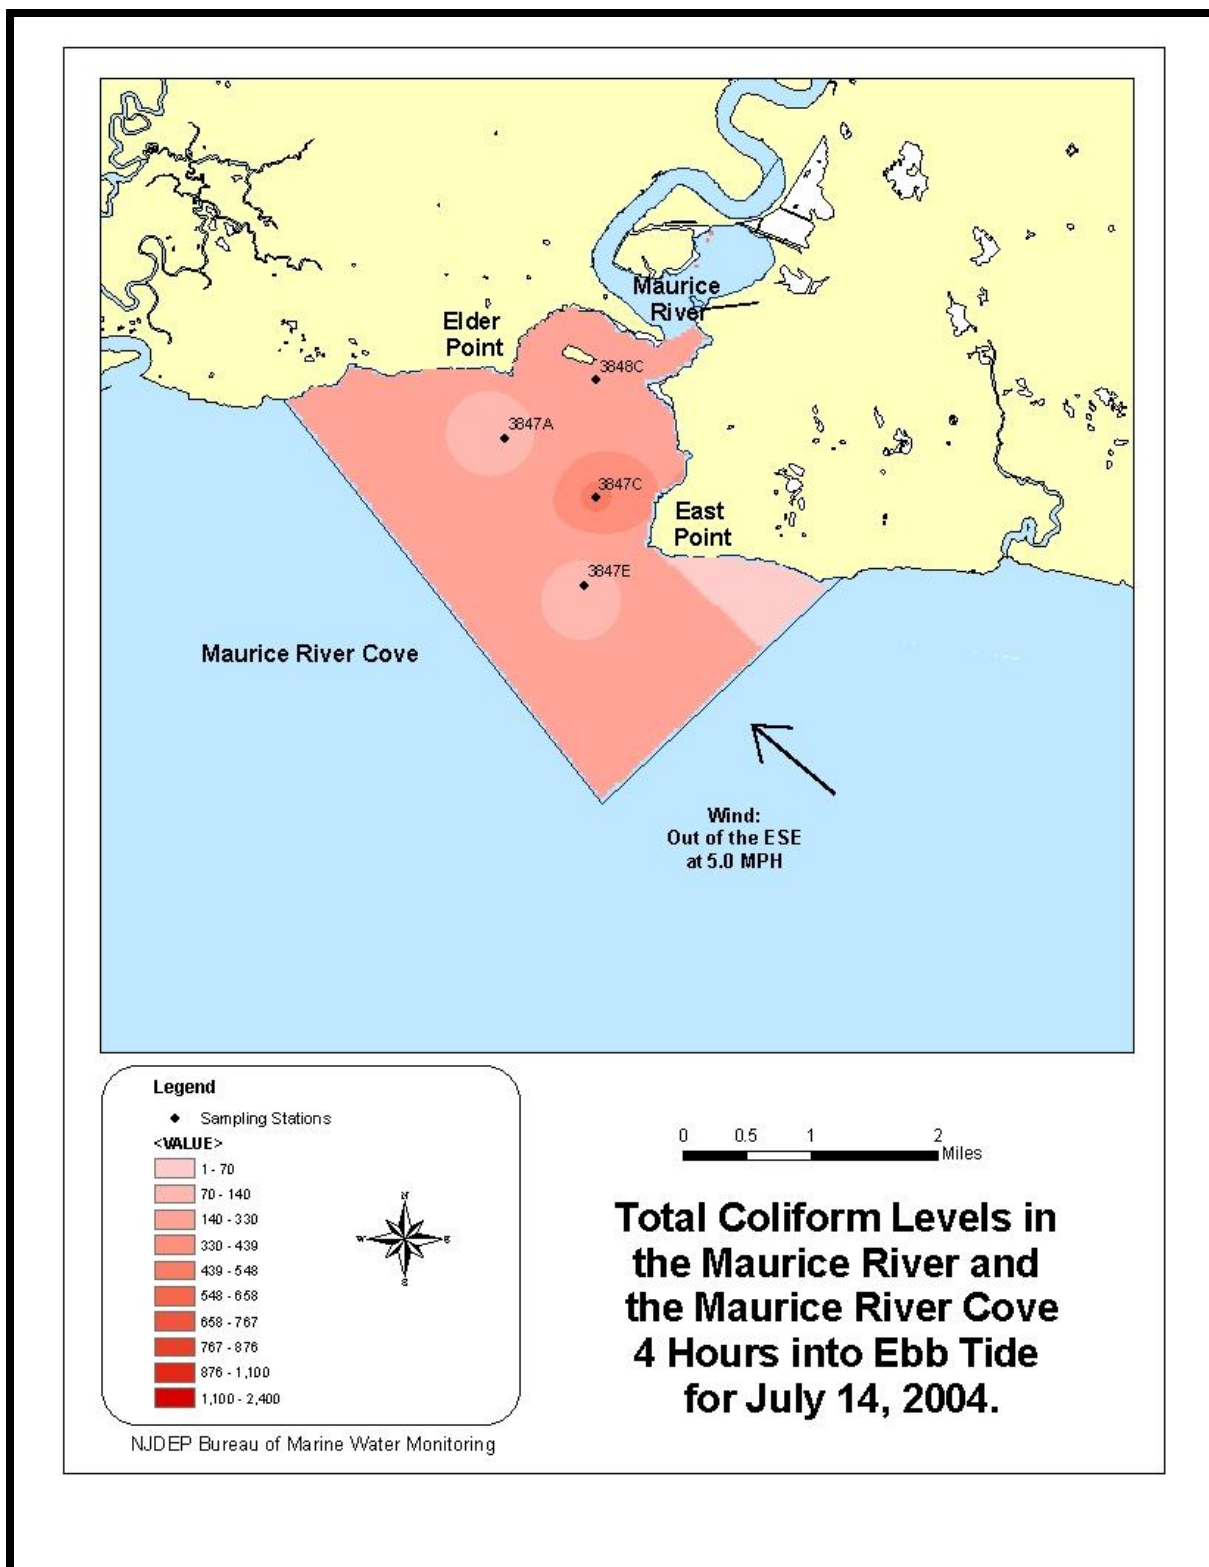 Maurice
River
Elder
Point
3848C
3847A
3847C
East
Point
3847E
Maurice River Cove
Wind:
Out of the ESE
at 5.0 MPH
Legend
Sampling Stations
<VALUE>
1 - 70
70 - 140
140 - 330
330 - 439
439 - 548
548 - 658
658 - 767
767 - 876
876 - 1,100
1,100 - 2,400
N
W E
S
0 0.5 1 2
Miles
Total Coliform Levels in
the Maurice River and
the Maurice River Cove
4 Hours into Ebb Tide
for July 14, 2004.
NJDEP Bureau of Marine Water Monitoring